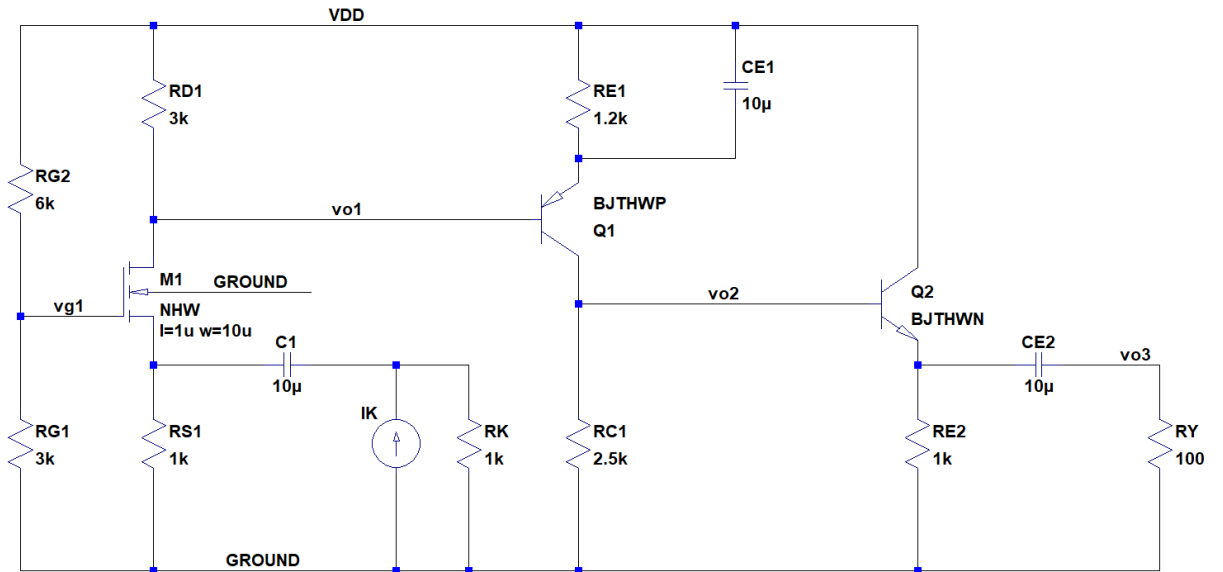 VDD
RD1
3k
RE1
1.2k
CE1
10µ
RG2
6k
vo1
BJTHWP
Q1
M1
GROUND
vg1
NHW
l=1u w=10u
vo2
Q2
BJTHWN
C1
10µ
CE2
10µ
vo3
IK
RG1
3k
RS1
1k
RK
1k
RC1
2.5k
RE2
1k
RY
100
GROUND